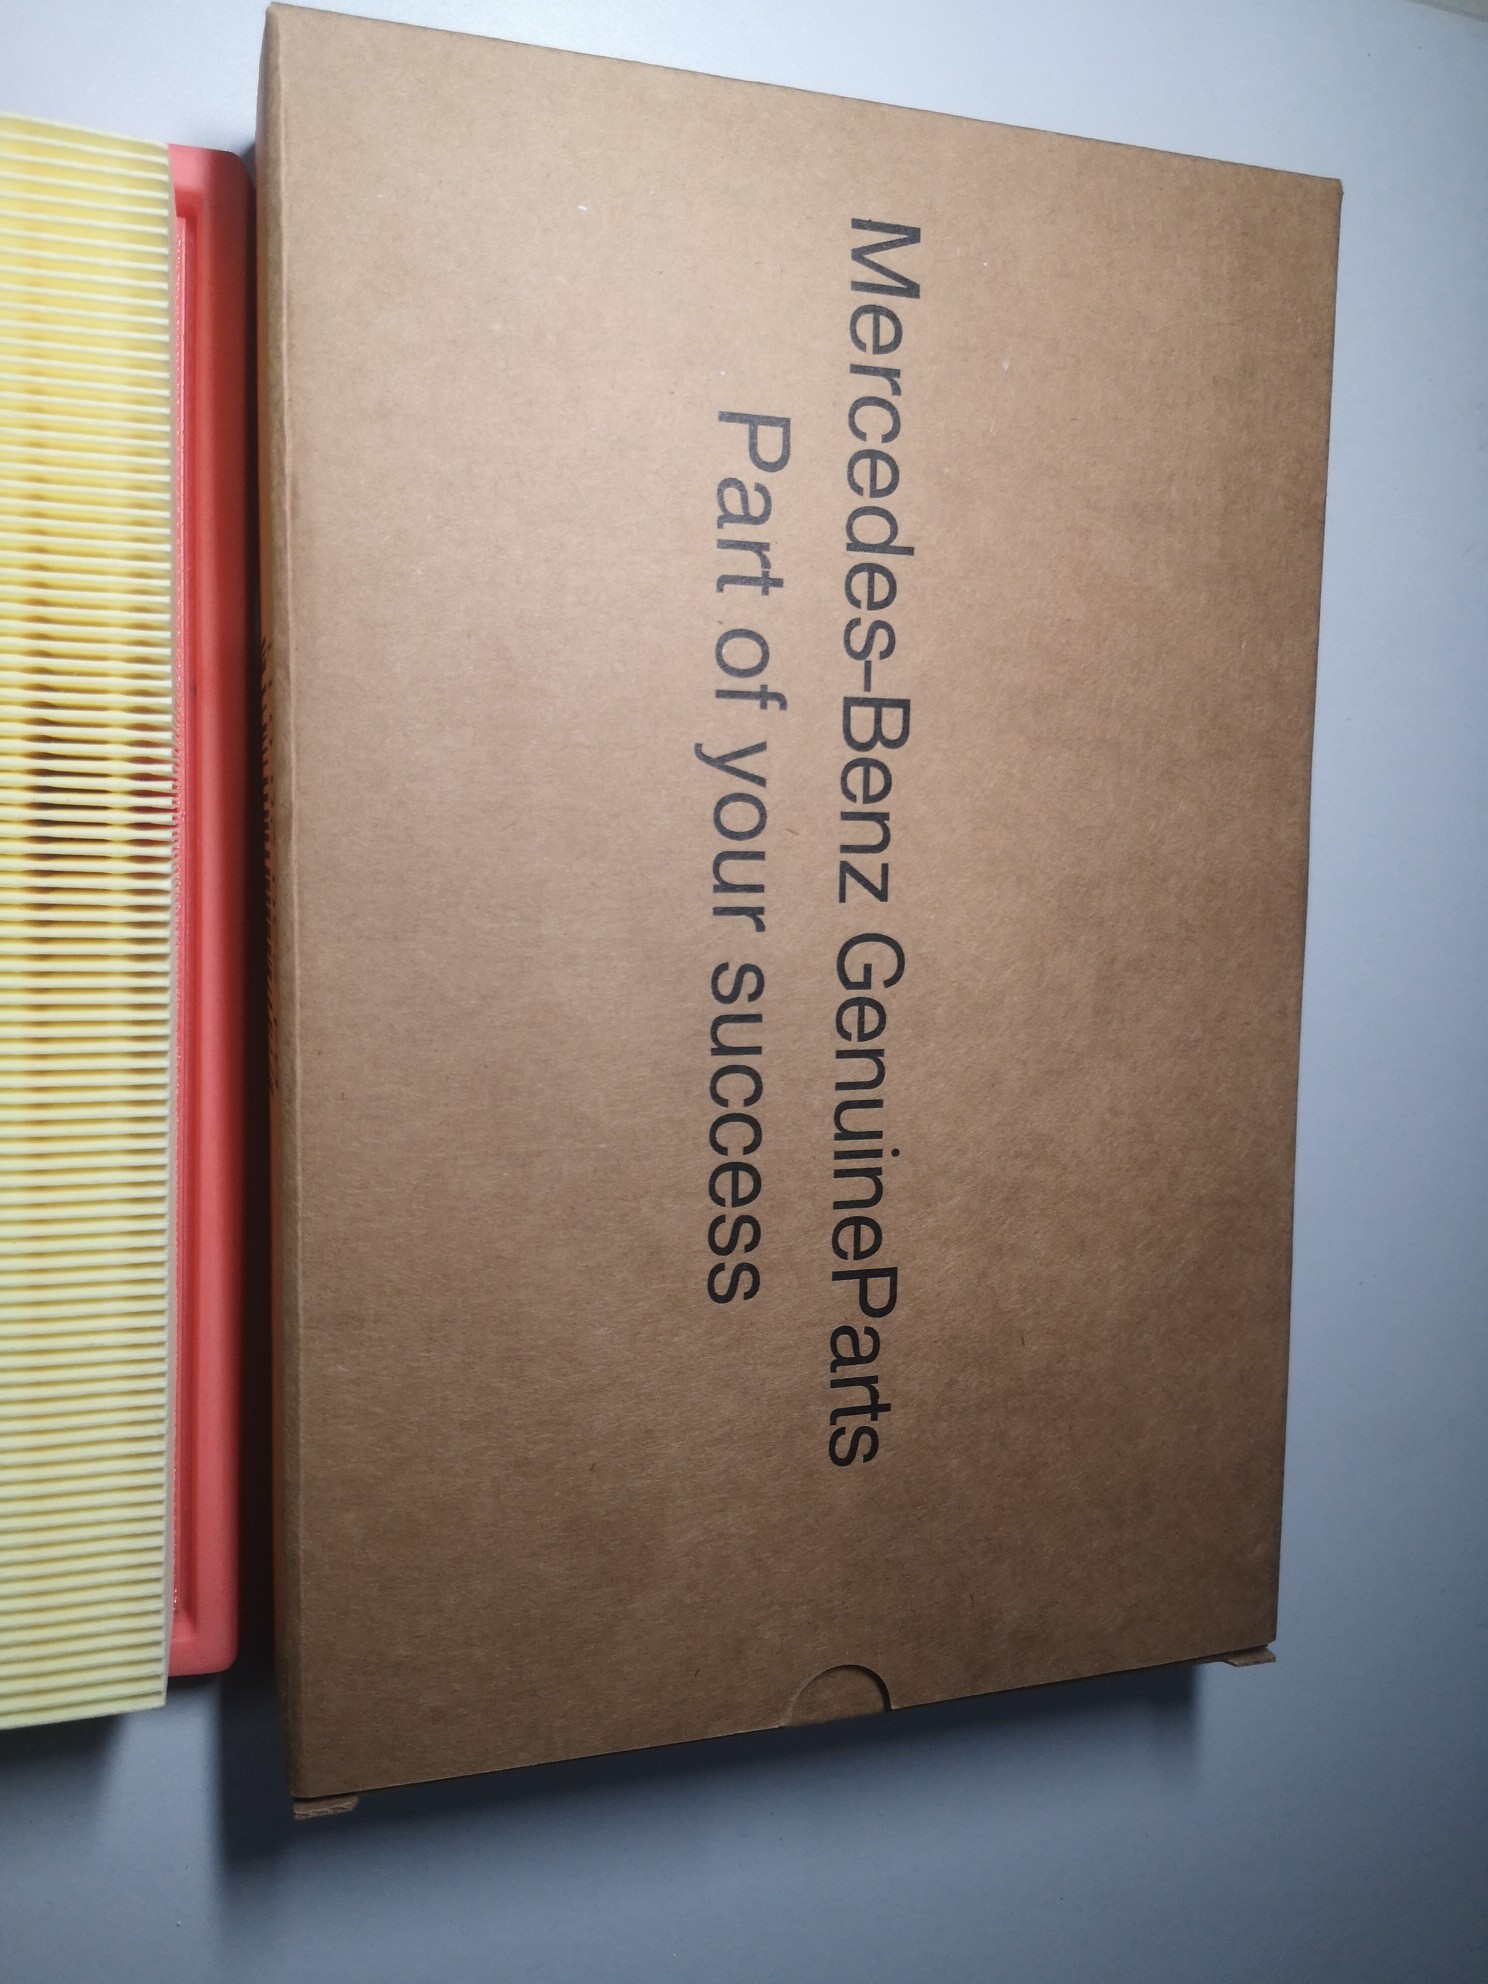 Mercedes-Benz GenuineParts
Part of your success